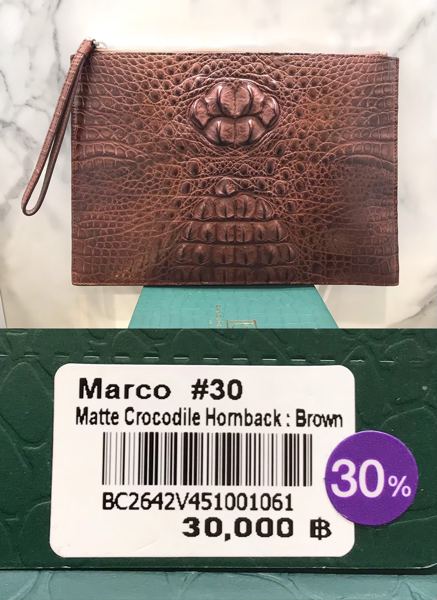 Marco #30
Matte Crocodile Hornback : Brown
BC2642V451001061
30,000 ฿
30%